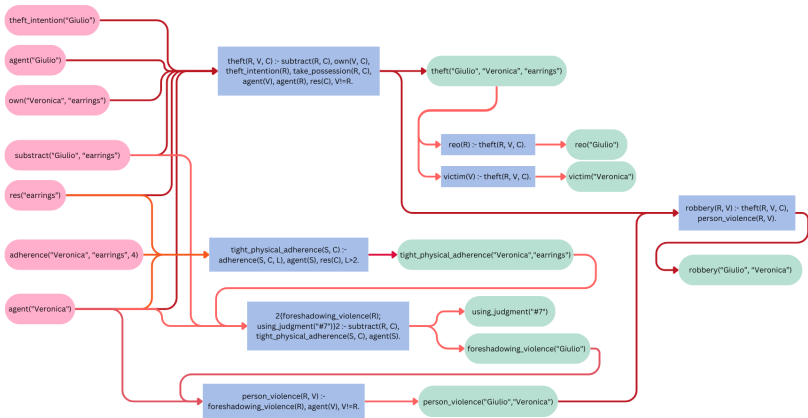 theft_intention("Giulio")
agent("Giulio")
own("Veronica", "earrings")
substract("Giulio", "earrings")
res("earrings")
adherence("Veronica", "earrings", 4)
agent("Veronica")
theft(R, V, C) :- subtract(R, C), own(V, C),
theft_intention(R), take_possession(R, C),
agent(V), agent(R), res(C), V!=R.
theft("Giulio", "Veronica", "earrings")
reo(R) :- theft(R, V, C).
reo("Giulio")
victim(V) :- theft(R, V, C).
victim("Veronica")
robbery(R, V) :- theft(R, V, C),
person_violence(R, V).
robbery("Giulio", "Veronica")
tight_physical_adherence(S, C) :-
adherence(S, C, L), agent(S), res(C), L>2.
tight_physical_adherence("Veronica","earrings")
2{foreshadowing_violence(R);
using_judgment("#7")}2 :- subtract(R, C),
tight_physical_adherence(S, C), agent(S).
using_judgment("#7")
foreshadowing_violence("Giulio")
person_violence(R, V) :-
foreshadowing_violence(R), agent(V), V!=R.
person_violence("Giulio","Veronica")